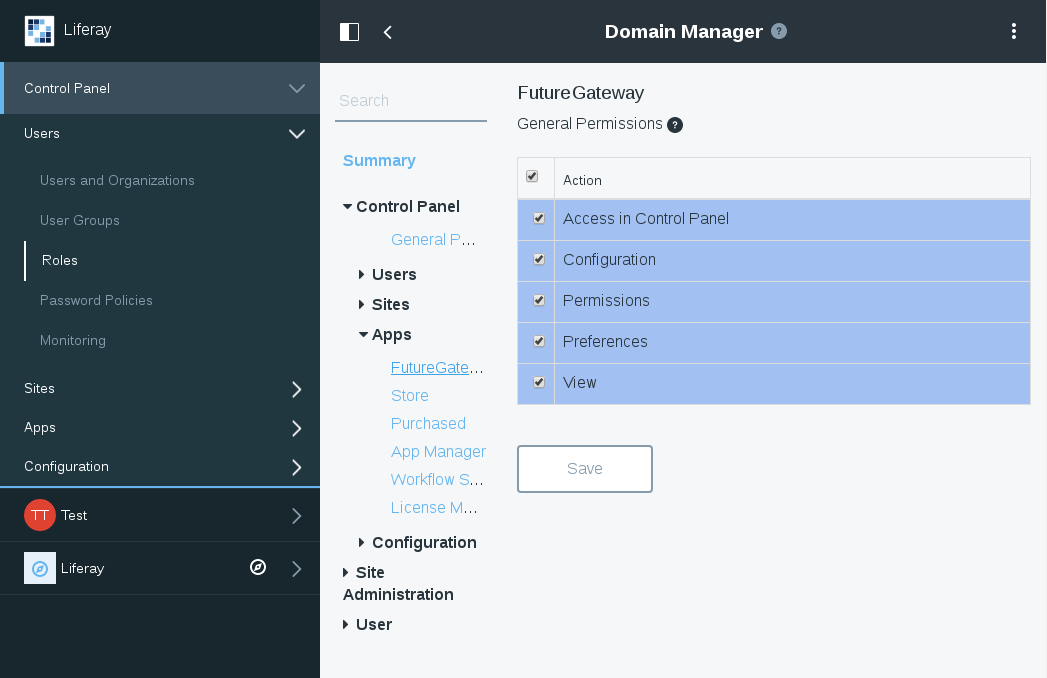 Liferay
Control Panel
Users
Users and Organizations
User Groups
Roles
Password Policies
Monitoring
Sites
Apps
Configuration
TT Test
Liferay
Domain Manager ?
Search
Summary
Control Panel
General P...
Users
Sites
Apps
FutureGate...
Store
Purchased
App Manager
Workflow S...
License M...
Configuration
Site
Administration
User
FutureGateway
General Permissions ?
Action
Access in Control Panel
Configuration
Permissions
Preferences
View
Save